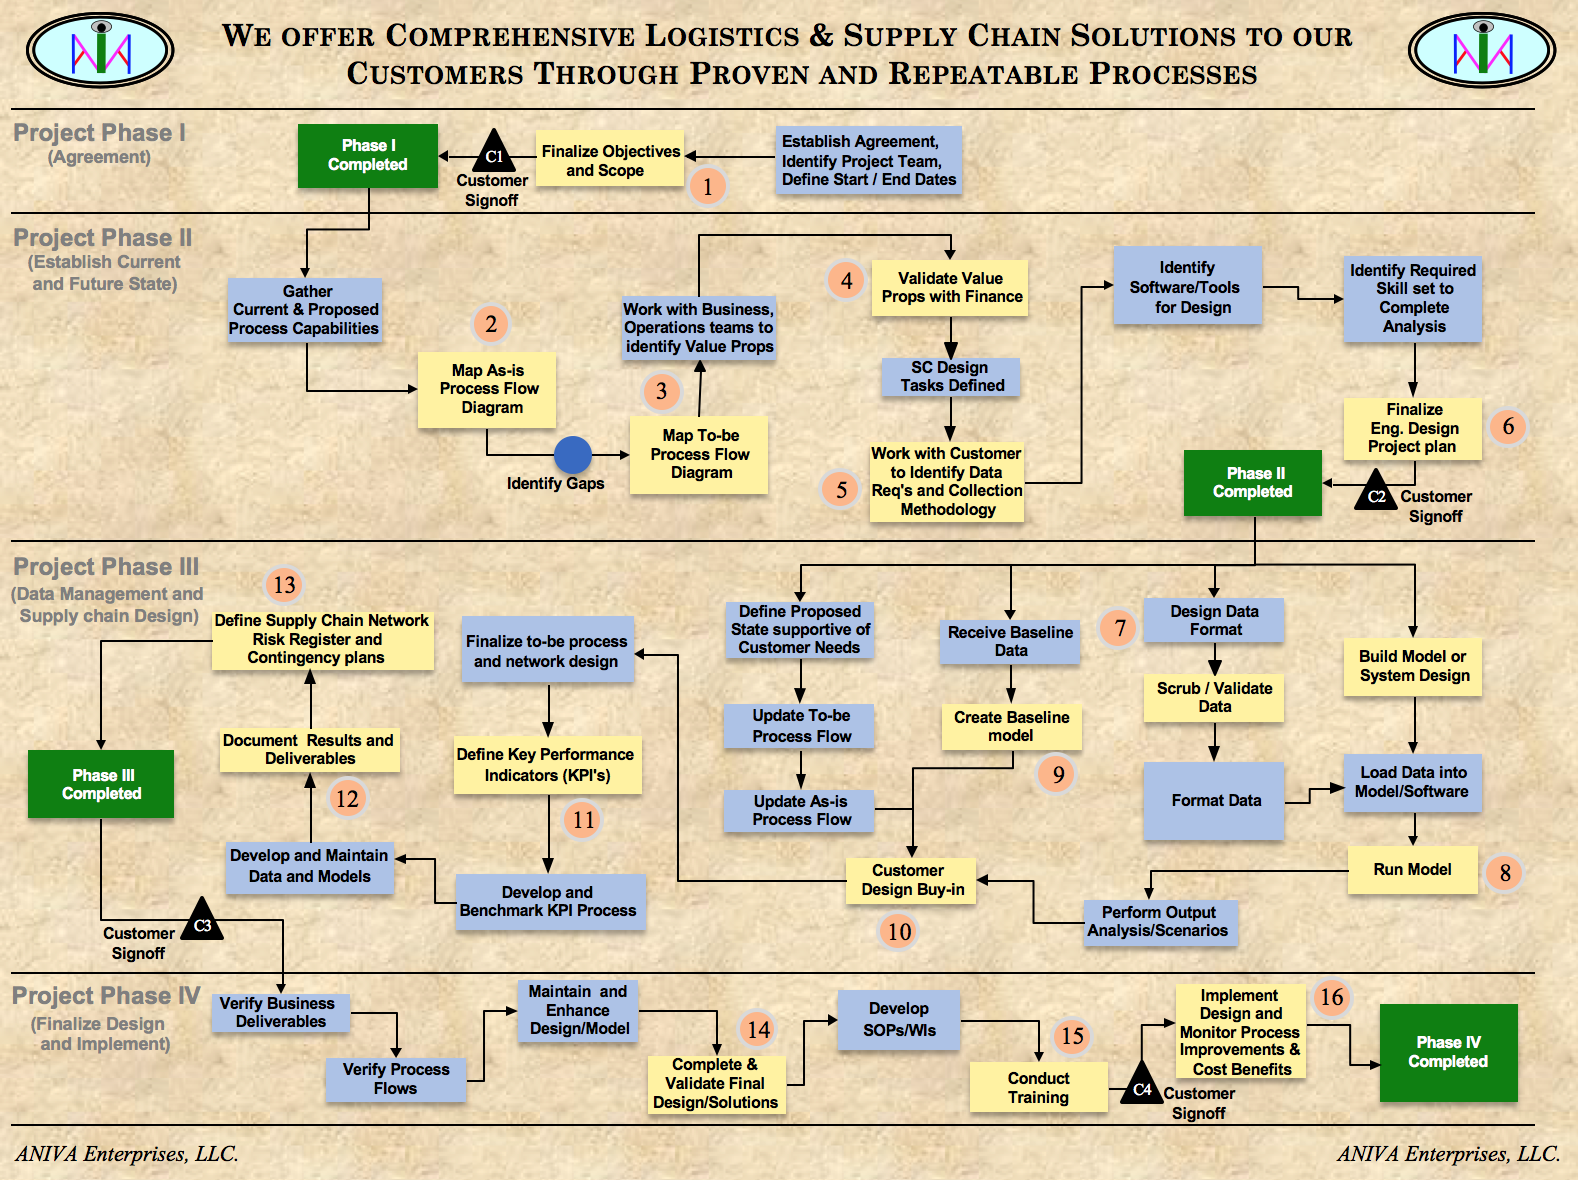 WE OFFER COMPREHENSIVE LOGISTICS & SUPPLY CHAIN SOLUTIONS TO OUR
CUSTOMERS THROUGH PROVEN AND REPEATABLE PROCESSES
Project Phase I
(Agreement)
Phase I
Completed
C1
Customer
Signoff
Finalize Objectives
and Scope
1
Establish Agreement,
Identify Project Team,
Define Start / End Dates
Project Phase II
(Establish Current
and Future State)
Gather
Current & Proposed
Process Capabilities
2
Map As-is
Process Flow
Diagram
Identify Gaps
Work with Business,
Operations teams to
identify Value Props
3
Map To-be
Process Flow
Diagram
4
Validate Value
Props with Finance
SC Design
Tasks Defined
5
Work with Customer
to Identify Data
Req's and Collection
Methodology
Identify
Software/Tools
for Design
Identify Required
Skill set to
Complete
Analysis
Finalize
Eng. Design
Project plan
6
Phase II
Completed
C2
Customer
Signoff
Project Phase III
(Data Management and
Supply chain Design)
13
Define Supply Chain Network
Risk Register and
Contingency plans
Document Results and
Deliverables
12
Phase III
Completed
Develop and Maintain
Data and Models
C3
Customer
Signoff
Finalize to-be process
and network design
Define Key Performance
Indicators (KPI's)
11
Develop and
Benchmark KPI Process
Define Proposed
State supportive of
Customer Needs
Update To-be
Process Flow
Update As-is
Process Flow
Receive Baseline
Data
Create Baseline
model
9
Customer
Design Buy-in
10
7
Design Data
Format
Scrub / Validate
Data
Format Data
Build Model or
System Design
Load Data into
Model/Software
Run Model
8
Perform Output
Analysis/Scenarios
Project Phase IV
(Finalize Design
and Implement)
Verify Business
Deliverables
Verify Process
Flows
Maintain and
Enhance
Design/Model
14
Complete &
Validate Final
Design/Solutions
Develop
SOPs/WIs
15
Conduct
Training
C4
Customer
Signoff
Implement
Design and
Monitor Process
Improvements &
Cost Benefits
16
Phase IV
Completed
ANIVA Enterprises, LLC.
ANIVA Enterprises, LLC.